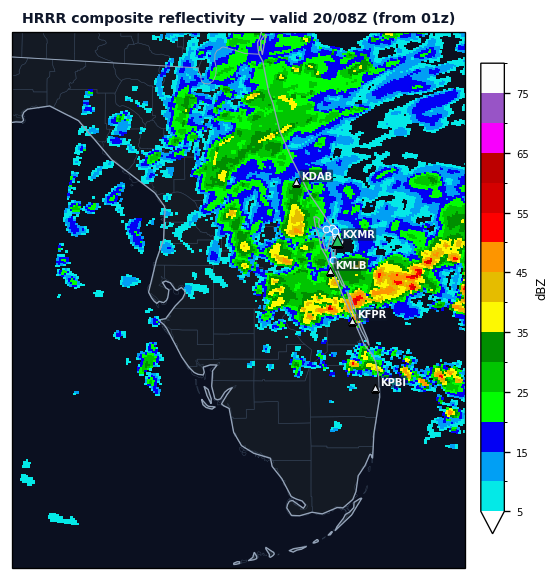 HRRR composite reflectivity — valid 20/08Z (from 01z)
KDAB
KXMR
KMLB
KFPR
KPBI
75
65
55
45
35
25
15
5
dBZ